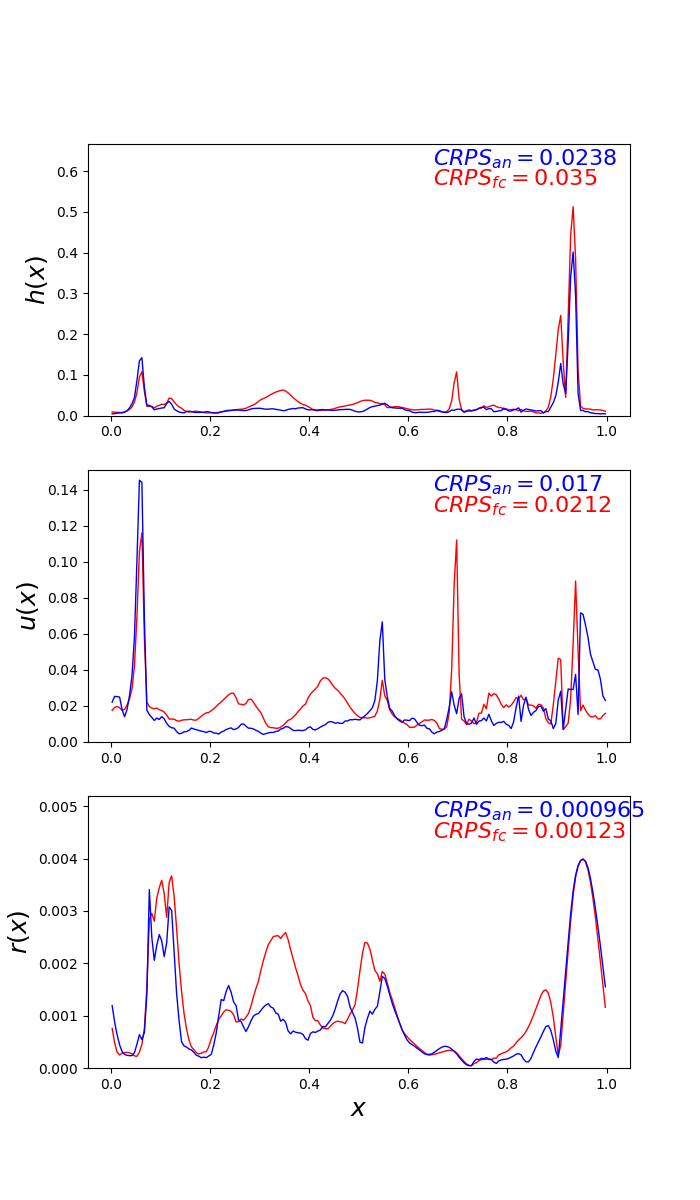 CRPS_an = 0.0238
CRPS_fc = 0.035
h(x)
0.6
0.5
0.4
0.3
0.2
0.1
0.0
0.0 0.2 0.4 0.6 0.8 1.0
CRPS_an = 0.017
CRPS_fc = 0.0212
u(x)
0.14
0.12
0.10
0.08
0.06
0.04
0.02
0.00
0.0 0.2 0.4 0.6 0.8 1.0
CRPS_an = 0.000965
CRPS_fc = 0.00123
r(x)
0.005
0.004
0.003
0.002
0.001
0.000
0.0 0.2 0.4 0.6 0.8 1.0
x